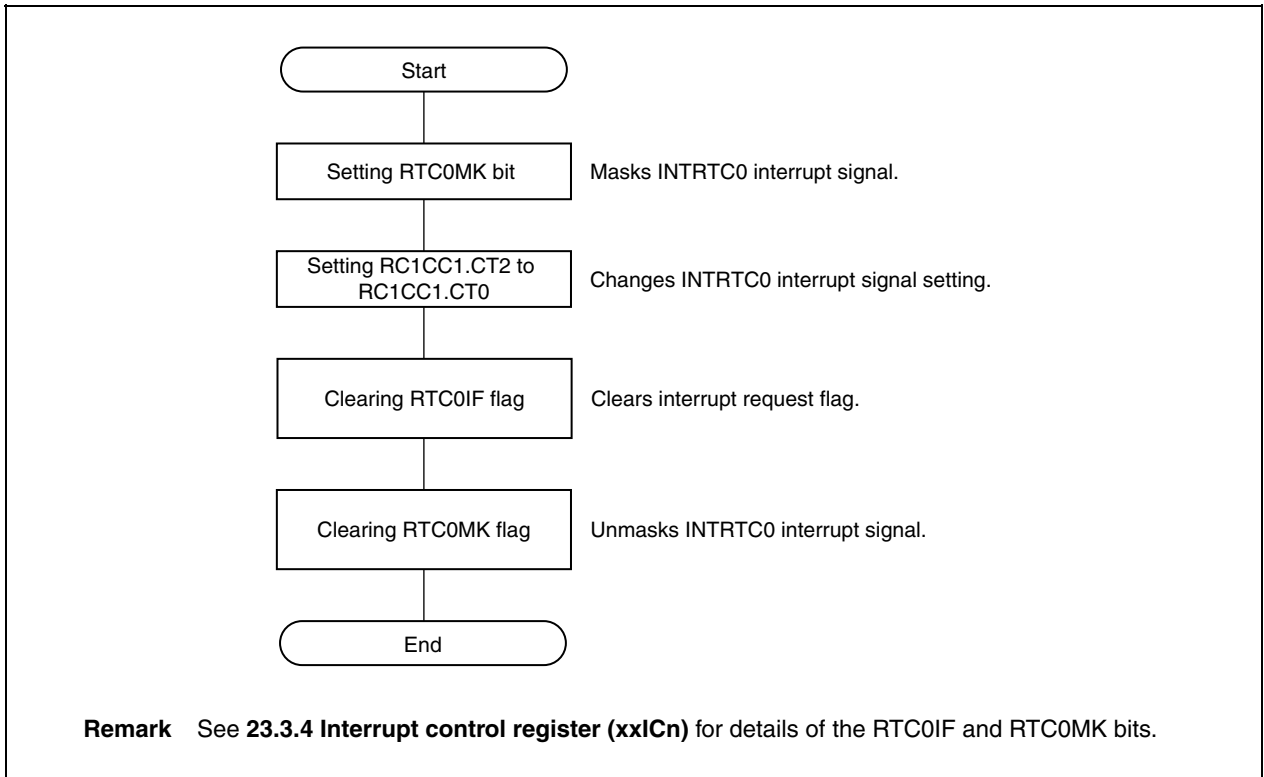 Start
Setting RTC0MK bit
Masks INTRTC0 interrupt signal.
Setting RC1CC1.CT2 to
RC1CC1.CT0
Changes INTRTC0 interrupt signal setting.
Clearing RTC0IF flag
Clears interrupt request flag.
Clearing RTC0MK flag
Unmasks INTRTC0 interrupt signal.
End
Remark See 23.3.4 Interrupt control register (xxICn) for details of the RTC0IF and RTC0MK bits.